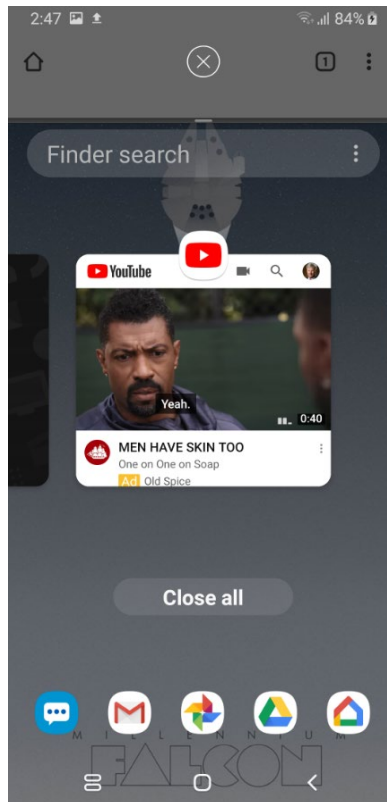 2:47 84%
1
Finder search
YouTube
Yeah.
0:40
MEN HAVE SKIN TOO
One on One on Soap
Ad Old Spice
Close all
MILLENNIUM
FALCON